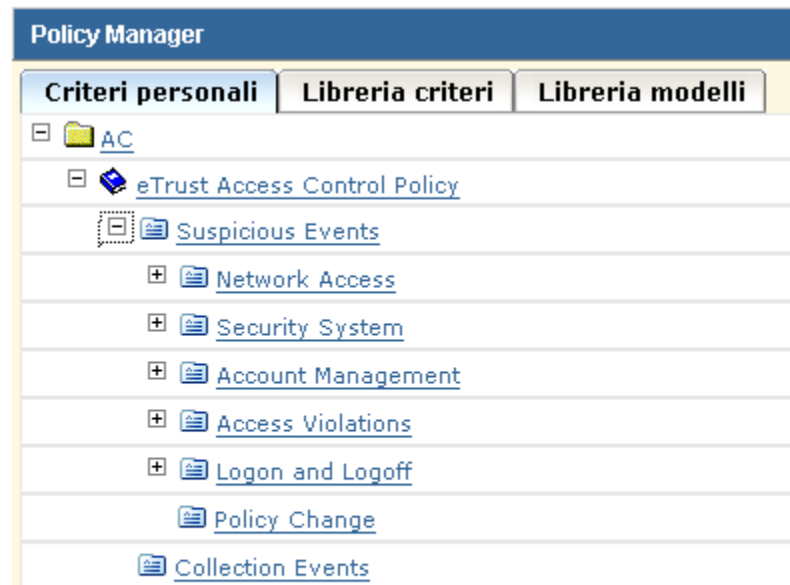 Policy Manager
Criteri personali Libreria criteri Libreria modelli
AC
eTrust Access Control Policy
Suspicious Events
Network Access
Security System
Account Management
Access Violations
Logon and Logoff
Policy Change
Collection Events